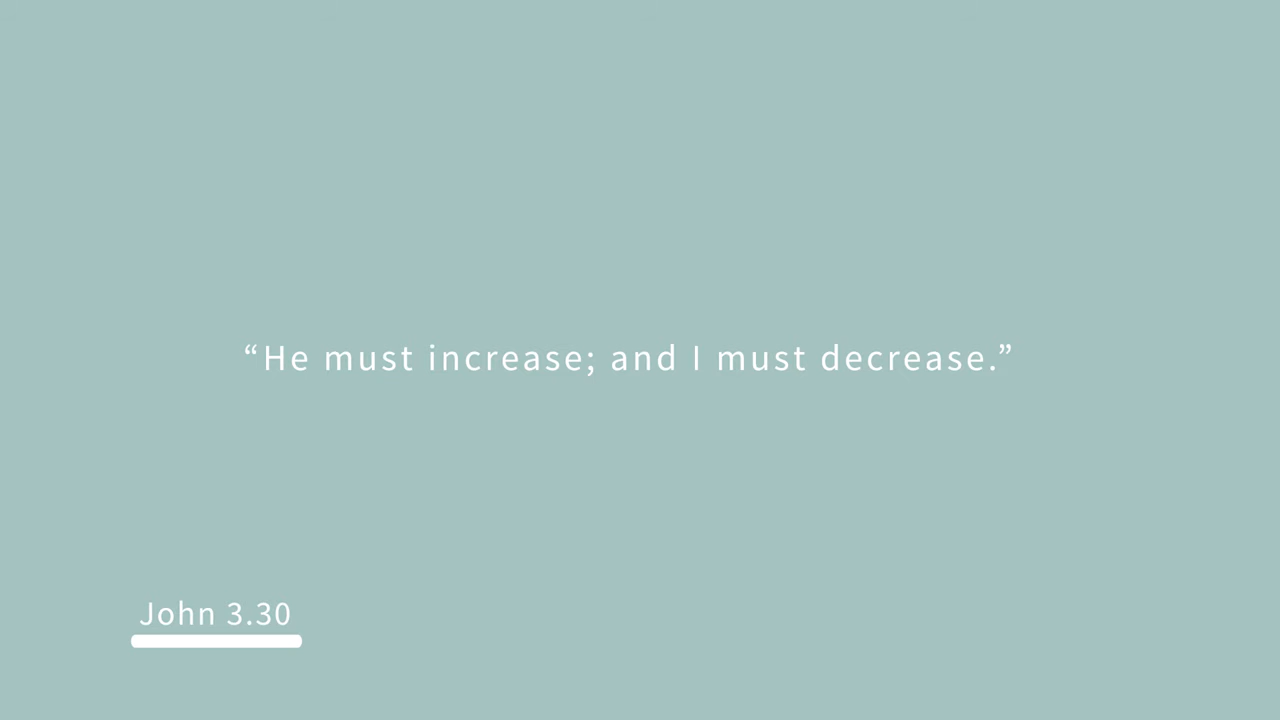 “He must increase; and I must decrease.”
John 3.30